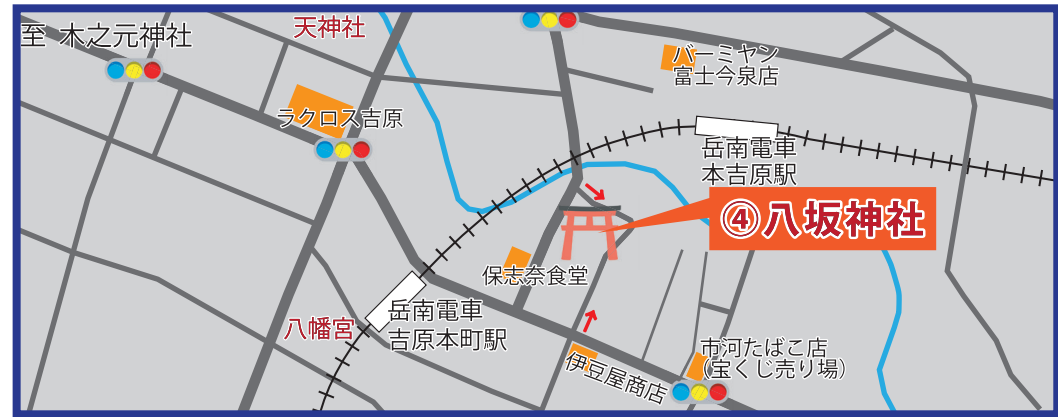 至 木之元神社
天神社
バーミヤン
富士今泉店
ラクロス吉原
岳南電車
本吉原駅
④八坂神社
保志奈食堂
岳南電車
吉原本町駅
八幡宮
伊豆屋商店
市河たばこ店
（宝くじ売り場）